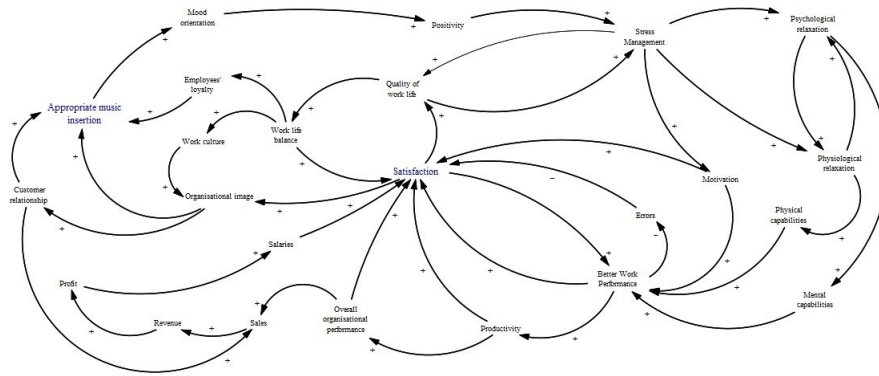 Mood
orientation
Positivity
Stress
Management
Psychological
relaxation
Employees'
loyalty
Quality of
work life
Appropriate music
insertion
Work culture
Work life
balance
Satisfaction
Physiological
relaxation
Motivation
Customer
relationship
Organisational image
Errors
Physical
capabilities
Salaries
Profit
Better Work
Performance
Mental
capabilities
Revenue
Sales
Overall
organisational
performance
Productivity